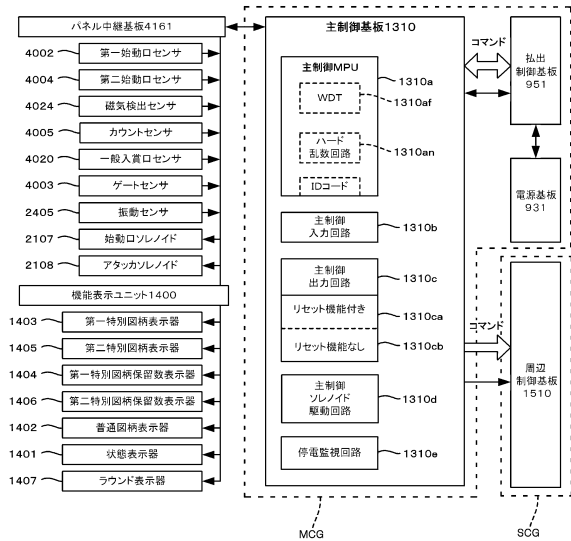 パネル中継基板4161
4002
第一始動口センサ
4004
第二始動口センサ
4024
磁気検出センサ
4005
カウントセンサ
4020
一般入賞口センサ
4003
ゲートセンサ
2405
振動センサ
2107
始動口ソレノイド
2108
アタッカソレノイド
機能表示ユニット1400
1403
第一特別図柄表示器
1405
第二特別図柄表示器
1404
第一特別図柄保留数表示器
1406
第二特別図柄保留数表示器
1402
普通図柄表示器
1401
状態表示器
1407
ラウンド表示器
主制御基板1310
主制御MPU
1310a
WDT
1310af
ハード
乱数回路
1310an
IDコード
主制御
入力回路
1310b
主制御
出力回路
1310c
リセット機能付き
1310ca
リセット機能なし
1310cb
主制御
ソレノイド
駆動回路
1310d
停電監視回路
1310e
コマンド
払出
制御基板
951
電源基板
931
コマンド
周辺
制御基板
1510
MCG
SCG